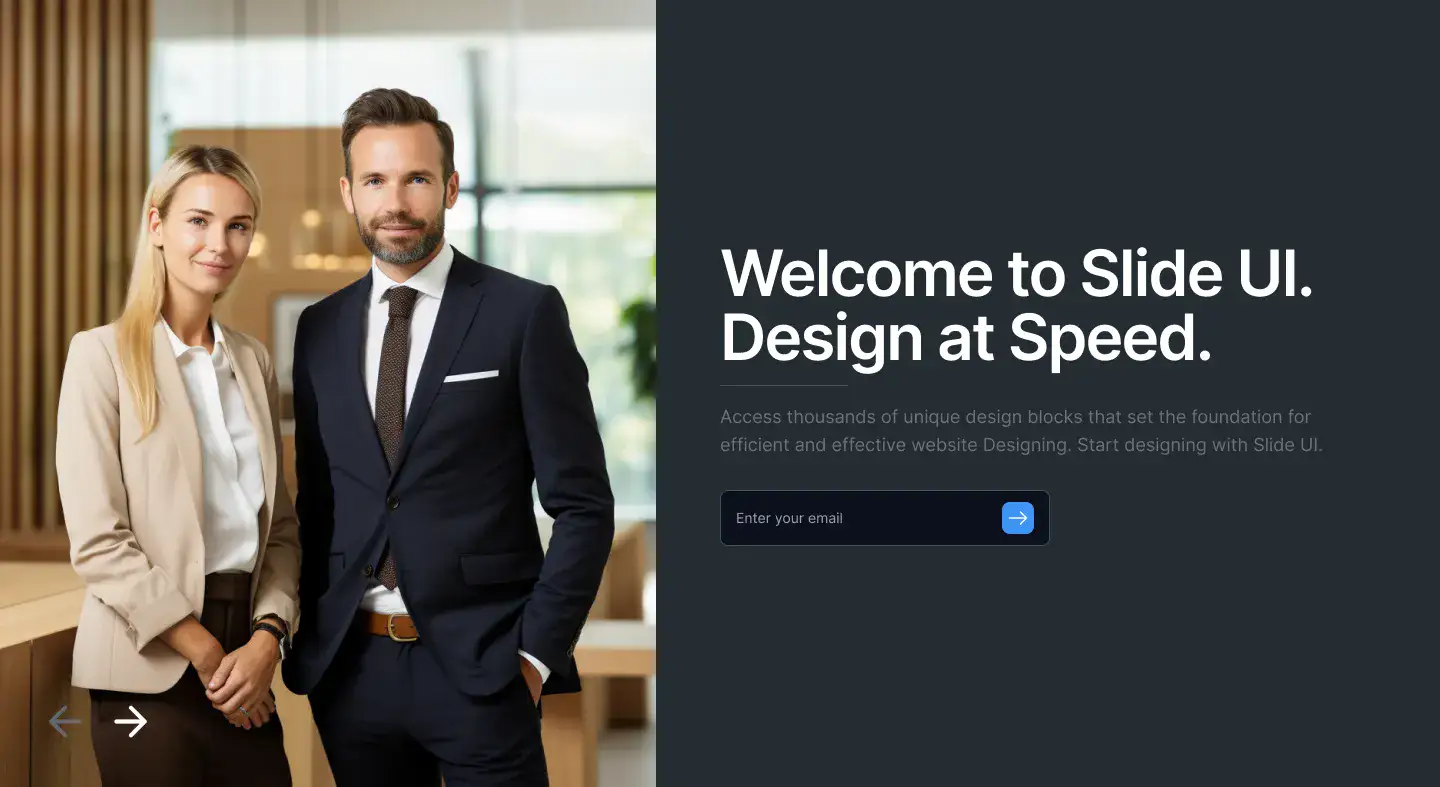 Welcome to Slide UI.
Design at Speed.
Access thousands of unique design blocks that set the foundation for
efficient and effective website Designing. Start designing with Slide UI.
Enter your email